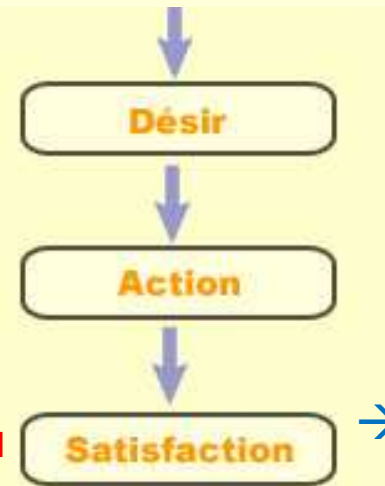 Désir
Action
Satisfaction →